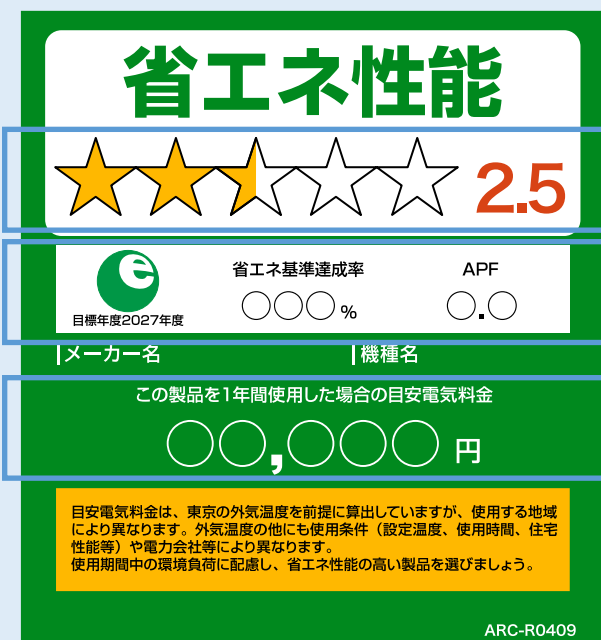 省エネ性能
2.5
e
省エネ基準達成率 APF
目標年度2027年度 ○○○% ○.○
メーカー名 機種名
この製品を1年間使用した場合の目安電気料金
○○,○○○ 円
目安電気料金は、東京の外気温度を前提に算出していますが、使用する地域
により異なります。外気温度の他にも使用条件（設定温度、使用時間、住宅
性能等）や電力会社等により異なります。
使用期間中の環境負荷に配慮し、省エネ性能の高い製品を選びましょう。
ARC-R0409